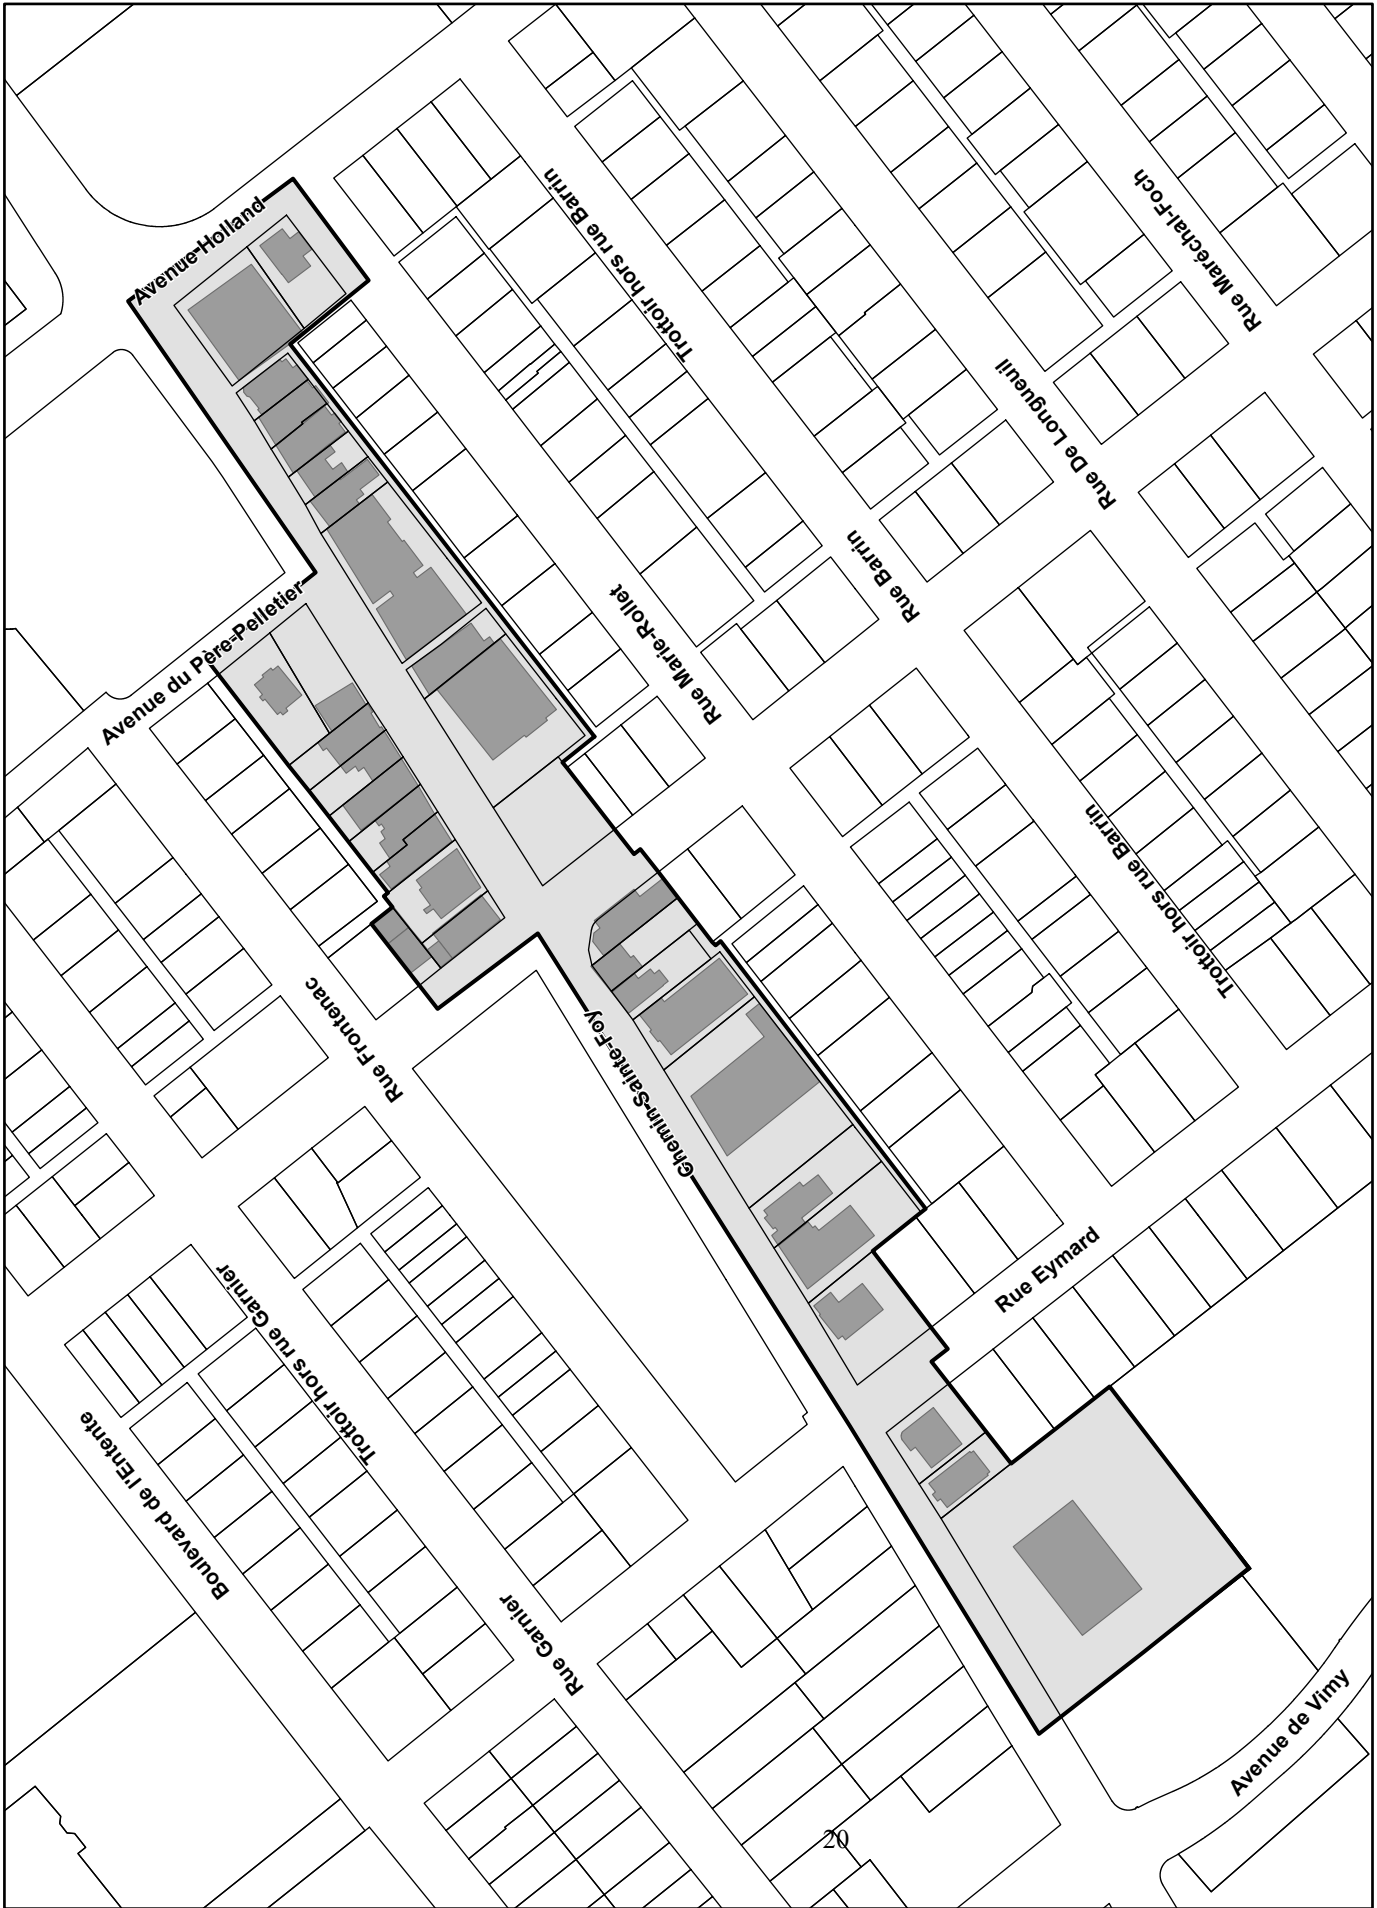 Trottoir hors rue Barrin
Rue Maréchal-Foch
Avenue Holland
Rue De Longueuil
Rue Barrin
Avenue du Père-Pelletier
Rue Marie-Rollet
Trottoir hors rue Barrin
Rue Frontenac
Chemin Sainte-Foy
Rue Eymard
Trottoir hors rue Garnier
Boulevard de l'Entente
Rue Garnier
Avenue de Vimy
20